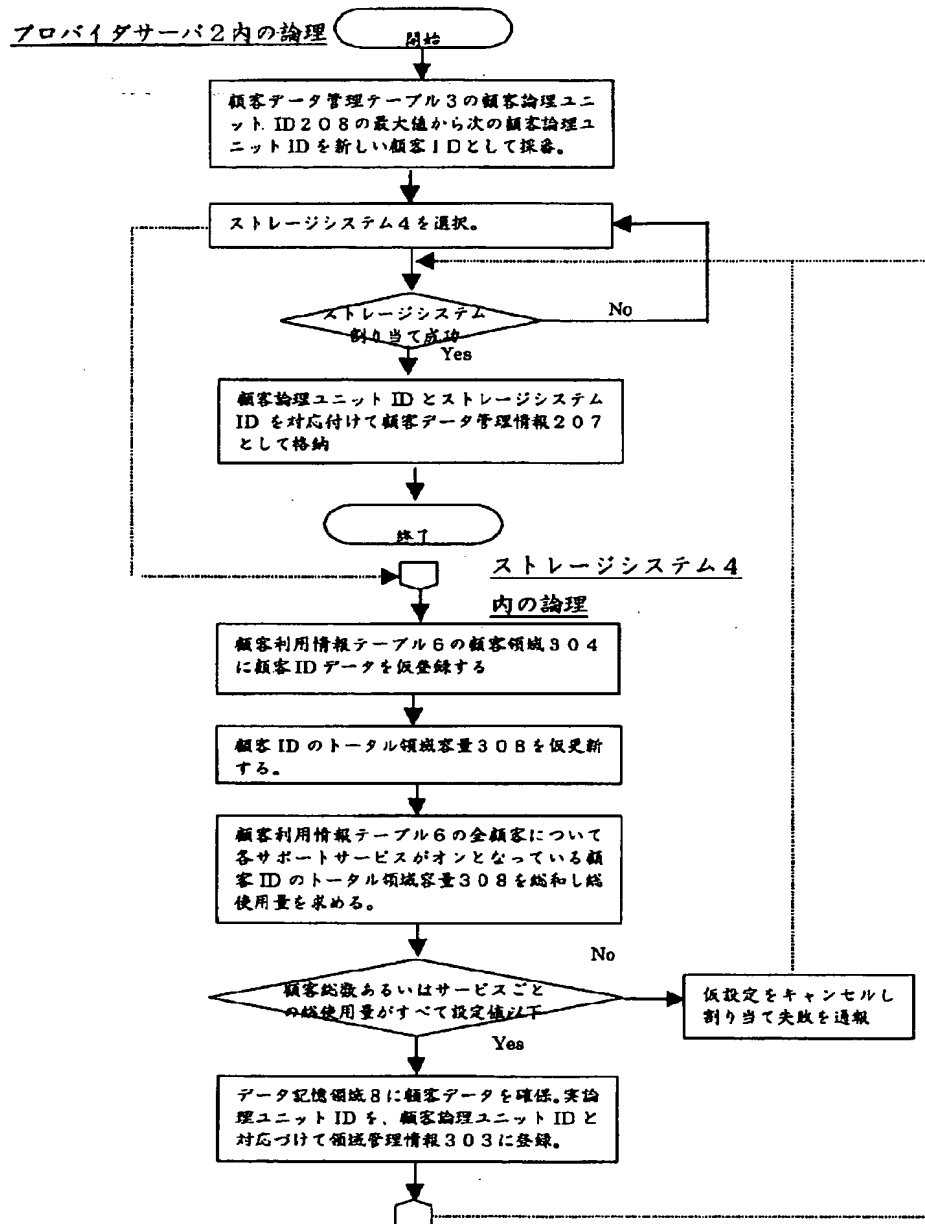 プロバイダサーバ2内の論理
開始
顧客データ管理テーブル3の顧客論理ユニ
ット ID208の最大値から次の顧客論理ユ
ニット IDを新しい顧客IDとして採番。
ストレージシステム4を選択。
ストレージシステム
割り当て成功
No
Yes
顧客論理ユニット IDとストレージシステム
ID を対応付けて顧客データ管理情報207
として格納
終了
ストレージシステム4
内の論理
顧客利用情報テーブル6の顧客領域304
に顧客IDデータを仮登録する
顧客 IDのトータル領域容量308を仮更新
する。
顧客利用情報テーブル6の全顧客について
各サポートサービスがオンとなっている顧
客 IDのトータル領域容量308を総和し総
使用量を求める。
顧客総数あるいはサービスごと
の総使用量がすべて設定値以下
No
仮設定をキャンセルし
割り当て失敗を通報
Yes
データ記憶領域8に顧客データを確保。実論
理ユニット IDを、顧客論理ユニット IDと
対応づけて領域管理情報303に登録。